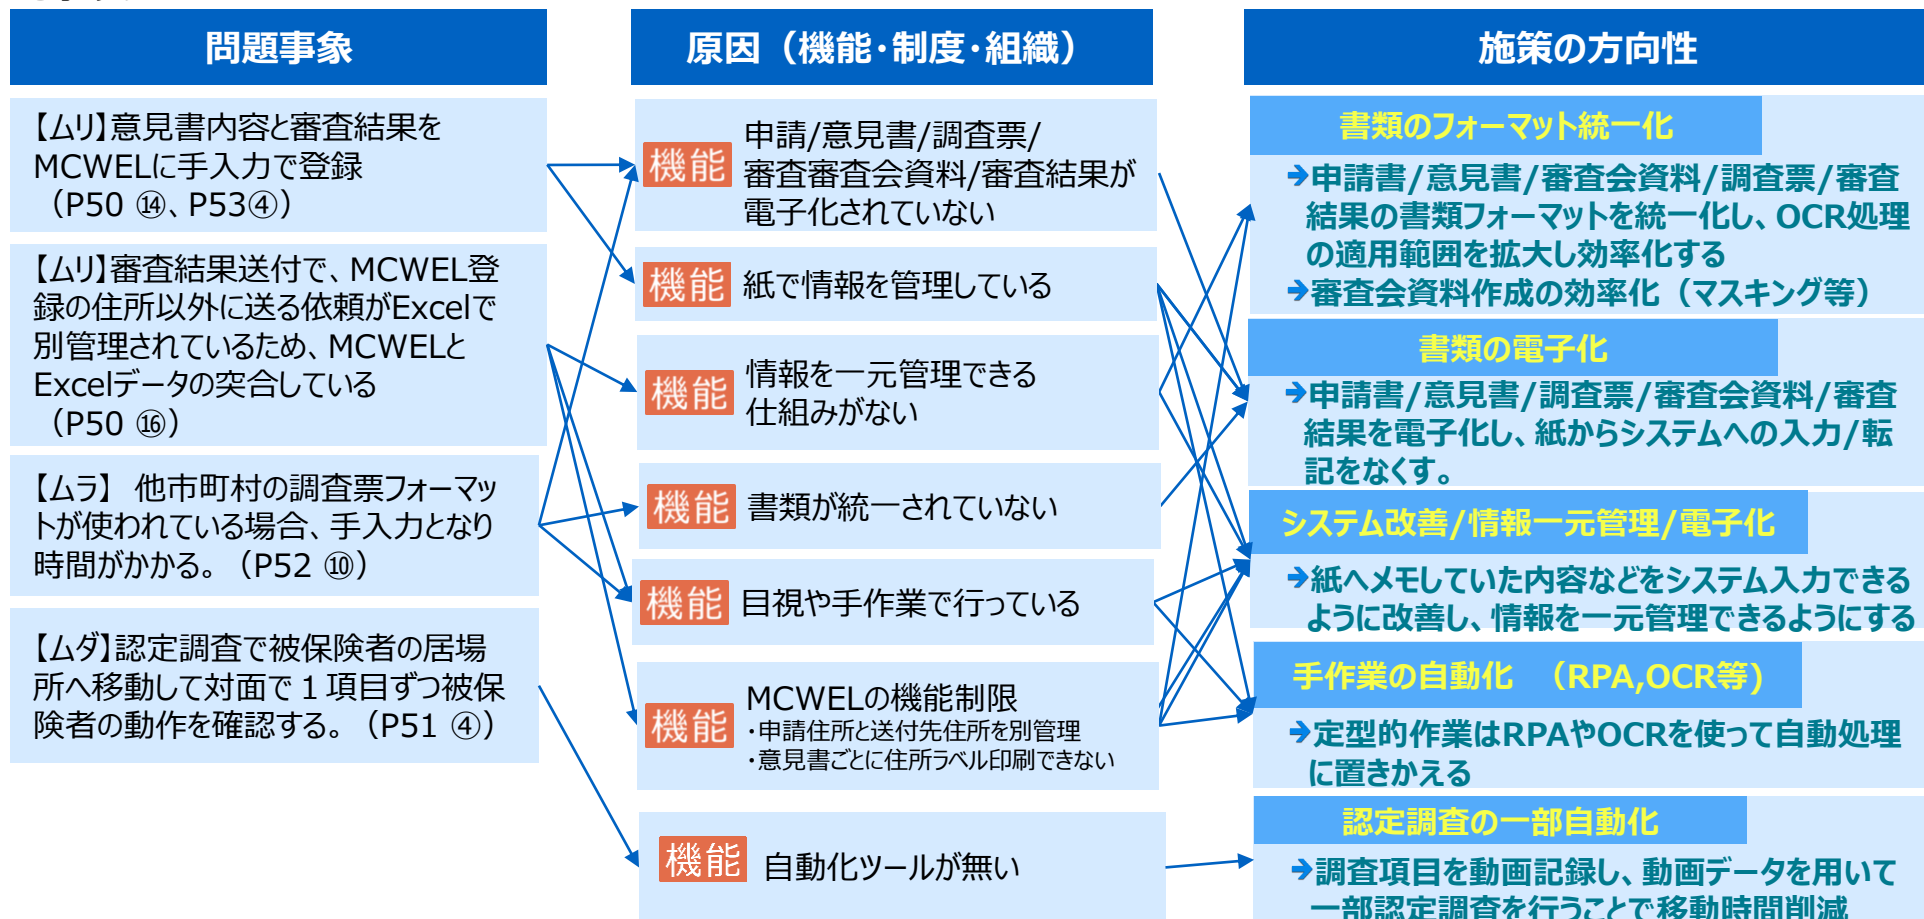 問題事象
【ムリ】意見書内容と審査結果を
MCWELに手入力で登録
（P50 ⑭、P53④）
【ムリ】審査結果送付で、MCWEL登
録の住所以外に送る依頼がExcelで
別管理されているため、MCWELと
Excelデータの突合している
（P50 ⑯）
【ムラ】 他市町村の調査票フォーマッ
トが使われている場合、手入力となり
時間がかかる。（P52 ⑩）
【ムダ】認定調査で被保険者の居場
所へ移動して対面で１項目ずつ被保
険者の動作を確認する。（P51 ④）
原因（機能・制度・組織）
機能
申請/意見書/調査票/
審査審査会資料/審査結果が
電子化されていない
機能 紙で情報を管理している
機能
情報を一元管理できる
仕組みがない
機能 書類が統一されていない
機能 目視や手作業で行っている
機能
MCWELの機能制限
・申請住所と送付先住所を別管理
・意見書ごとに住所ラベル印刷できない
機能 自動化ツールが無い
施策の方向性
書類のフォーマット統一化
➔申請書/意見書/審査会資料/調査票/審査
結果の書類フォーマットを統一化し、OCR処理
の適用範囲を拡大し効率化する
➔審査会資料作成の効率化（マスキング等）
書類の電子化
➔申請書/意見書/調査票/審査会資料/審査
結果を電子化し、紙からシステムへの入力/転
記をなくす。
システム改善/情報一元管理/電子化
➔紙へメモしていた内容などをシステム入力できる
ように改善し、情報を一元管理できるようにする
手作業の自動化　（RPA,OCR等）
➔定型的作業はRPAやOCRを使って自動処理
に置きかえる
認定調査の一部自動化
➔調査項目を動画記録し、動画データを用いて
一部認定調査を行うことで移動時間削減